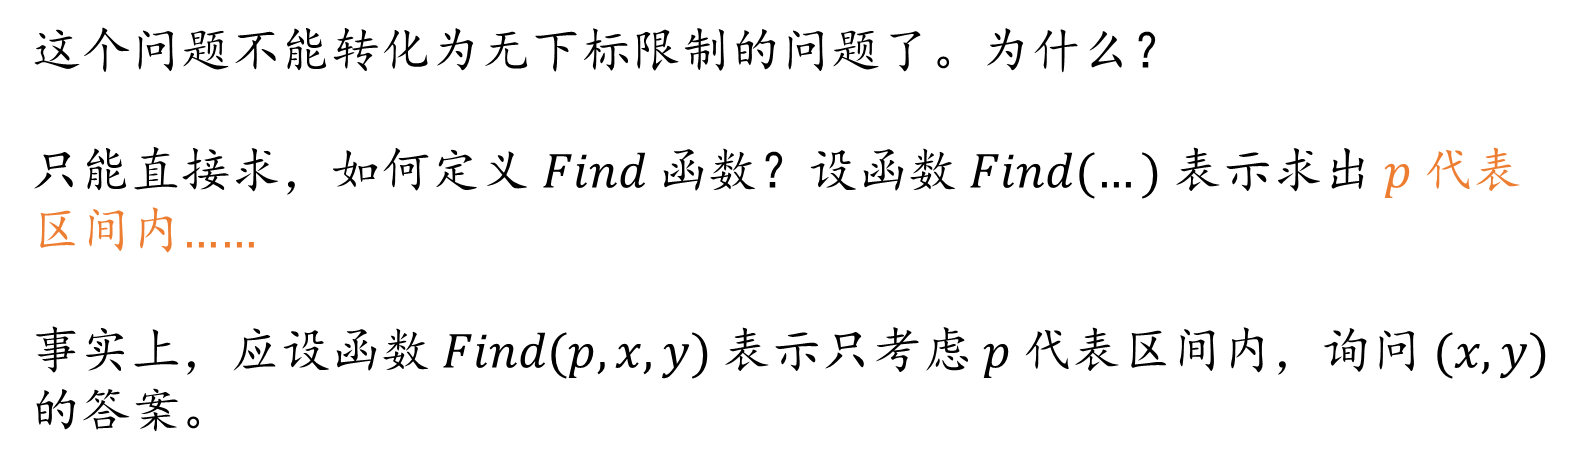 这个问题不能转化为无下标限制的问题了。为什么？
只能直接求，如何定义 Find 函数？设函数 Find(…) 表示求出 p 代表
区间内……
事实上，应设函数 Find(p, x, y) 表示只考虑 p 代表区间内，询问 (x, y)
的答案。